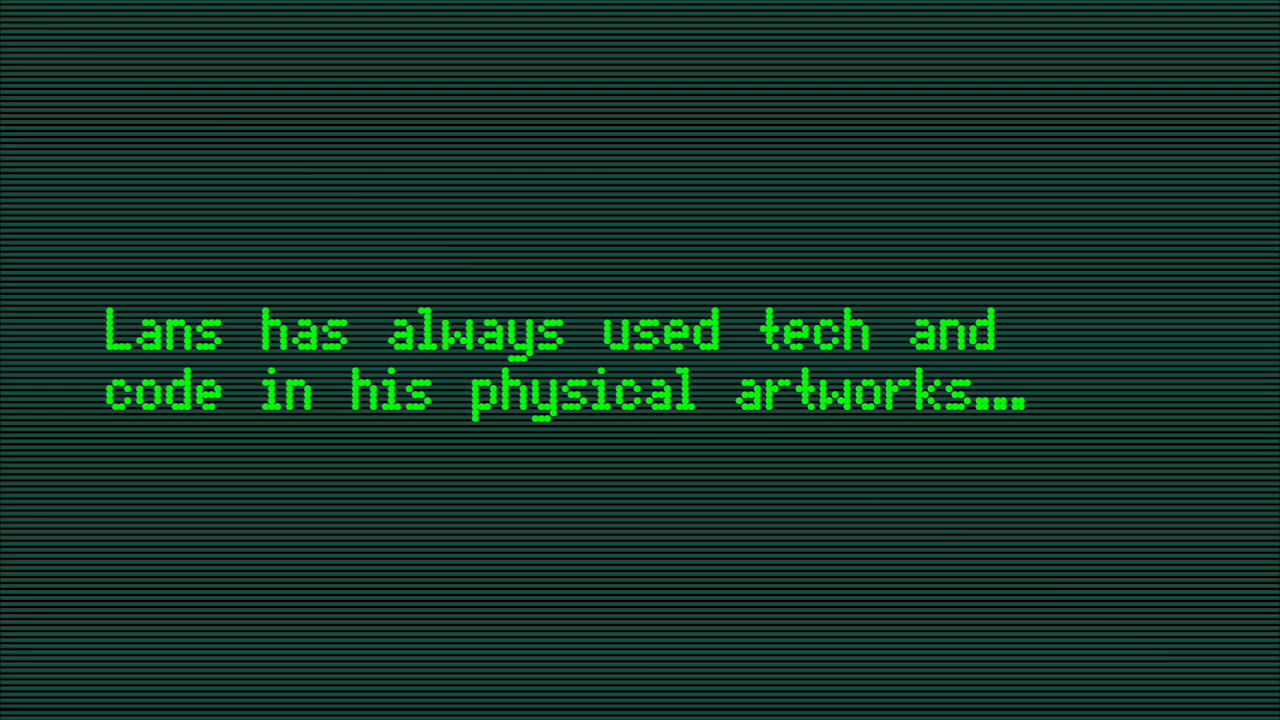 Lans has always used tech and
code in his physical artworks...